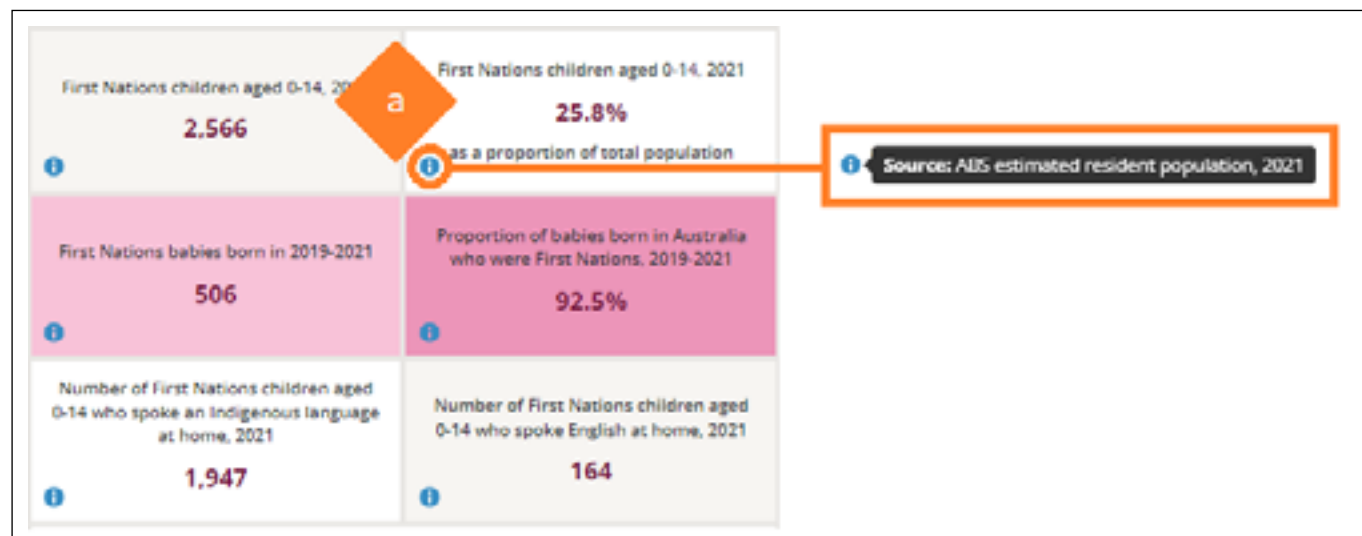 First Nations children aged 0-14, 20
2,566
a
First Nations children aged 0-14, 2021
25.8%
as a proportion of total population
Source: ABS estimated resident population, 2021
First Nations babies born in 2019-2021
506
Proportion of babies born in Australia
who were First Nations, 2019-2021
92.5%
Number of First Nations children aged
0-14 who spoke an Indigenous language
at home, 2021
1,947
Number of First Nations children aged
0-14 who spoke English at home, 2021
164